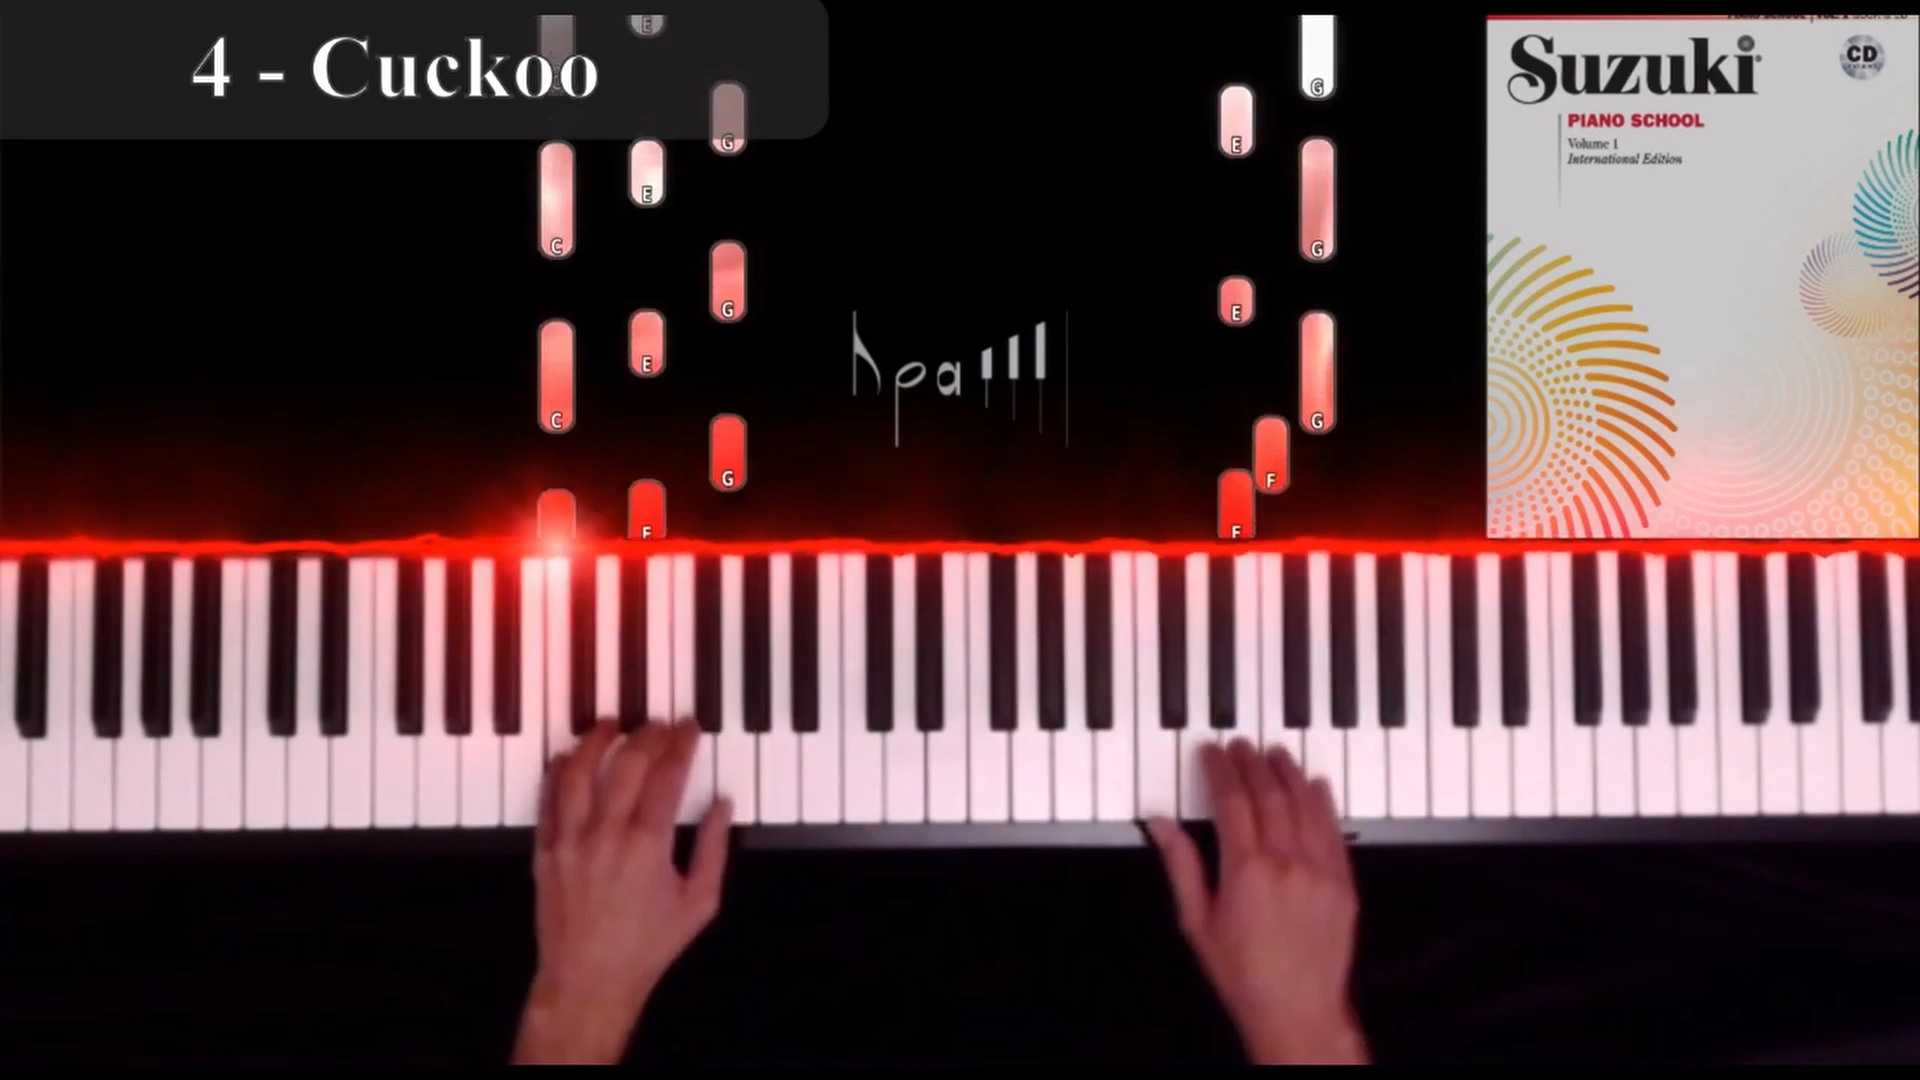 4 - Cuckoo
Suzuki
CD
PIANO SCHOOL
Volume 1
International Edition
E
G
G
E
E
C
G
G
E
E
C
G
G
F
E
E